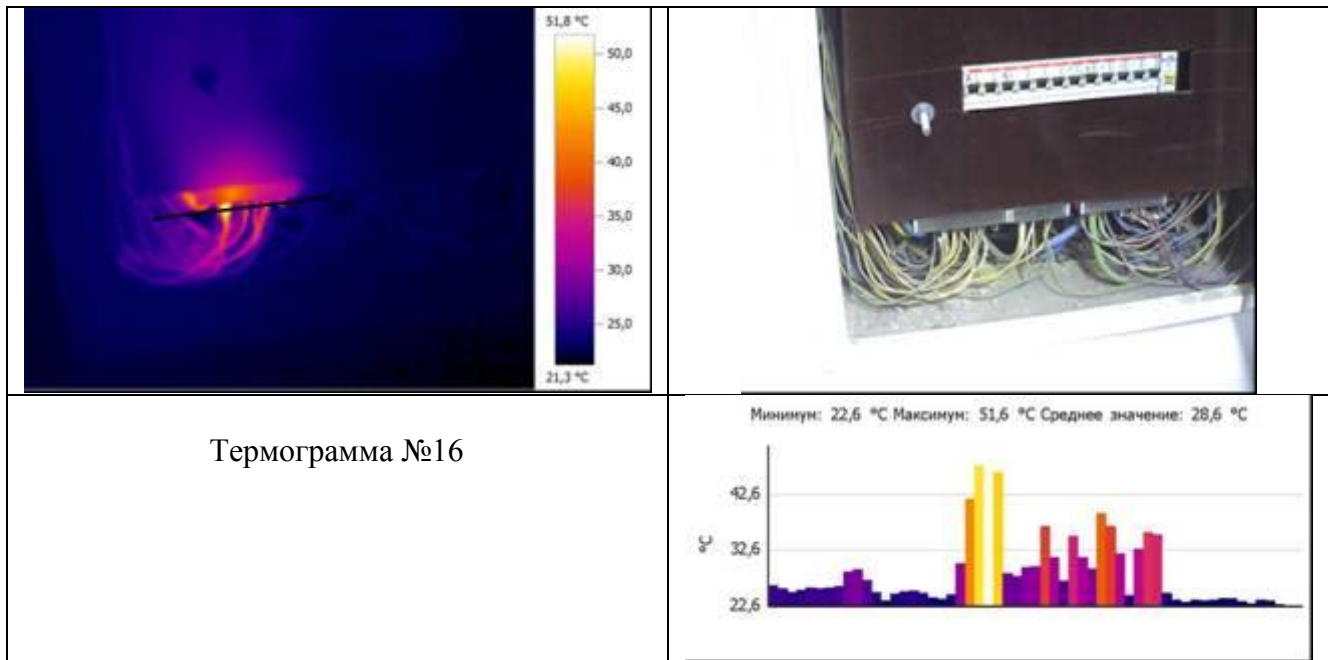 51,8 °C
50,0
45,0
40,0
35,0
30,0
25,0
21,3 °C
Термограмма №16
Минимум: 22,6 °C Максимум: 51,6 °C Среднее значение: 28,6 °C
42,6
°C
32,6
22,6